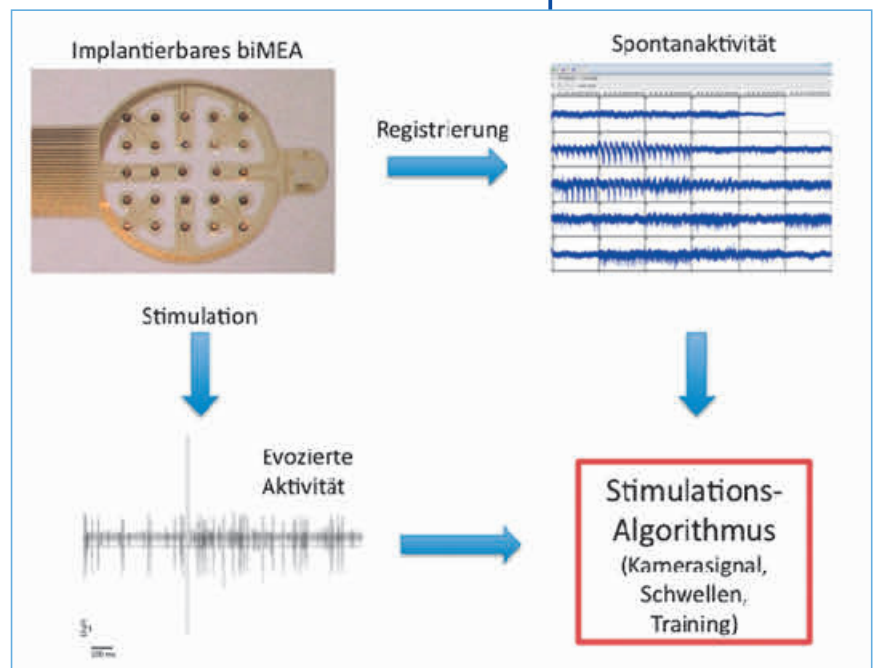 Implantierbares biMEA
Spontanaktivität
Registrierung
Stimulation
Evozierte
Aktivität
Stimulations-
Algorithmus
(Kamerasignal,
Schwellen,
Training)